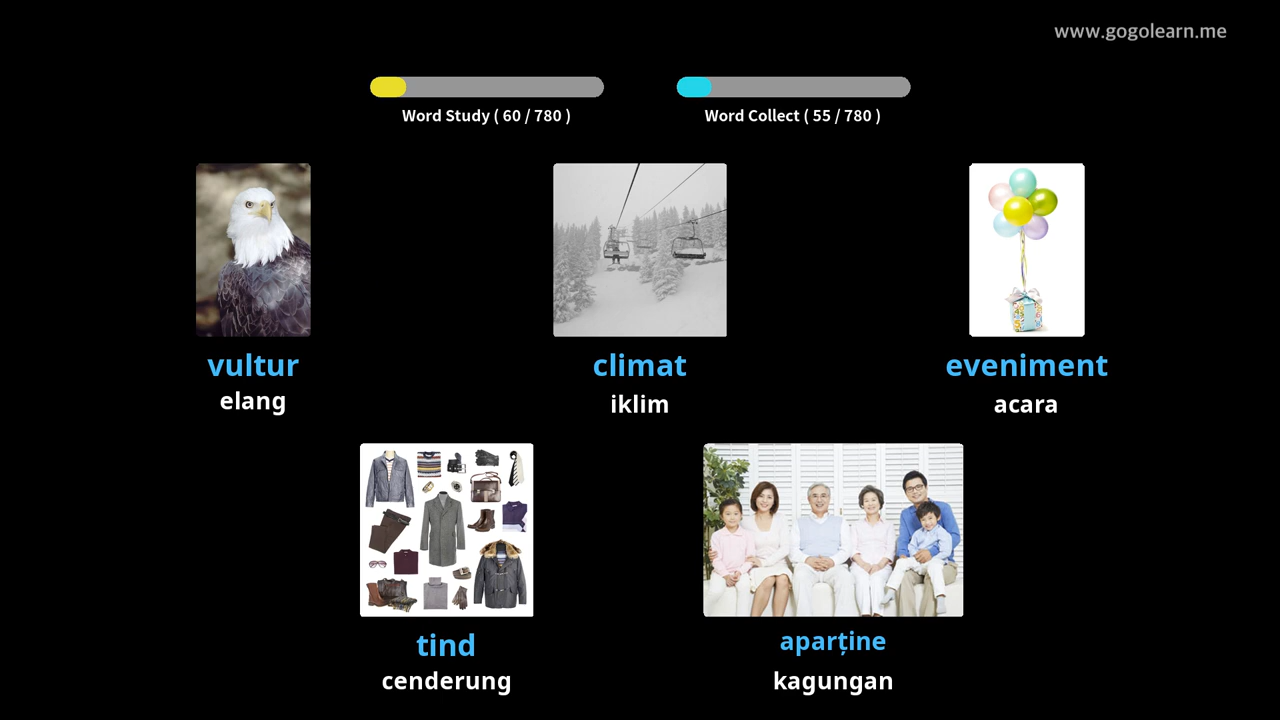 www.gogolearn.me
Word Study ( 60 / 780 )
Word Collect ( 55 / 780 )
vultur
elang
climat
iklim
eveniment
acara
tind
cenderung
aparține
kagungan